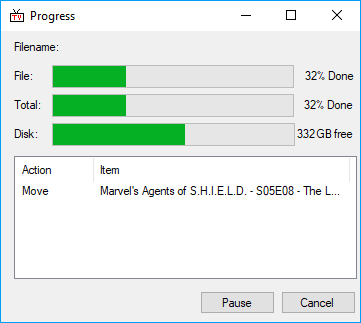 TV Progress
Filename:
File: 32% Done
Total: 32% Done
Disk: 332 GB free
Action Item
Move Marvel's Agents of S.H.I.E.L.D. - S05E08 - The L...
Pause Cancel